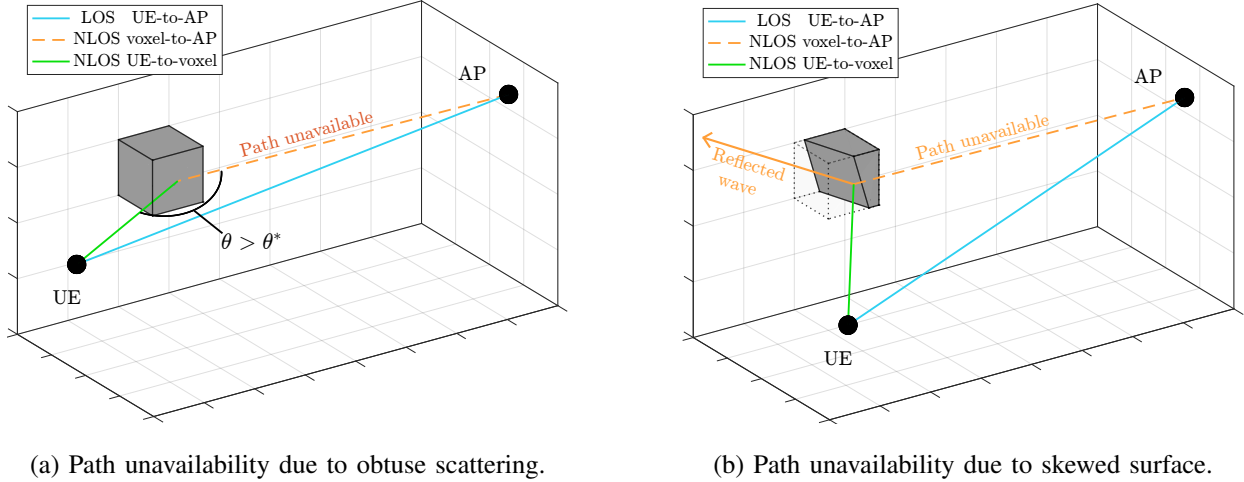 LOS UE-to-AP
NLOS voxel-to-AP
NLOS UE-to-voxel
AP
Path unavailable
θ > θ*
UE
(a) Path unavailability due to obtuse scattering.
LOS UE-to-AP
NLOS voxel-to-AP
NLOS UE-to-voxel
AP
Path unavailable
Reflected
wave
UE
(b) Path unavailability due to skewed surface.